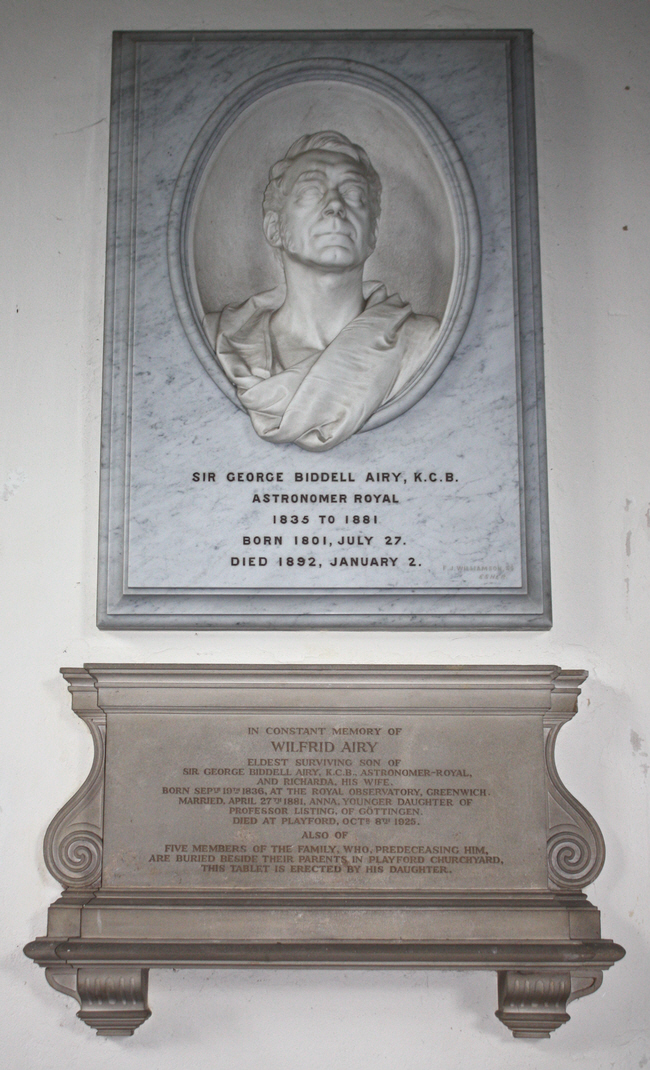 SIR GEORGE BIDDELL AIRY, K.C.B.
ASTRONOMER ROYAL
1835 TO 1881
BORN 1801, JULY 27.
DIED 1892, JANUARY 2.
IN CONSTANT MEMORY OF
WILFRID AIRY
ELDEST SURVIVING SON OF
SIR GEORGE BIDDELL AIRY, K.C.B., ASTRONOMER-ROYAL,
AND RICHARDA, HIS WIFE.
BORN SEPTR 19TH 1836, AT THE ROYAL OBSERVATORY, GREENWICH.
MARRIED, APRIL 27TH 1881, ANNA, YOUNGER DAUGHTER OF
PROFESSOR LISTING, OF GÖTTINGEN.
DIED AT PLAYFORD, OCTR 8TH 1925.
ALSO OF
FIVE MEMBERS OF THE FAMILY, WHO, PREDECEASING HIM,
ARE BURIED BESIDE THEIR PARENTS, IN PLAYFORD CHURCHYARD.
THIS TABLET IS ERECTED BY HIS DAUGHTER.